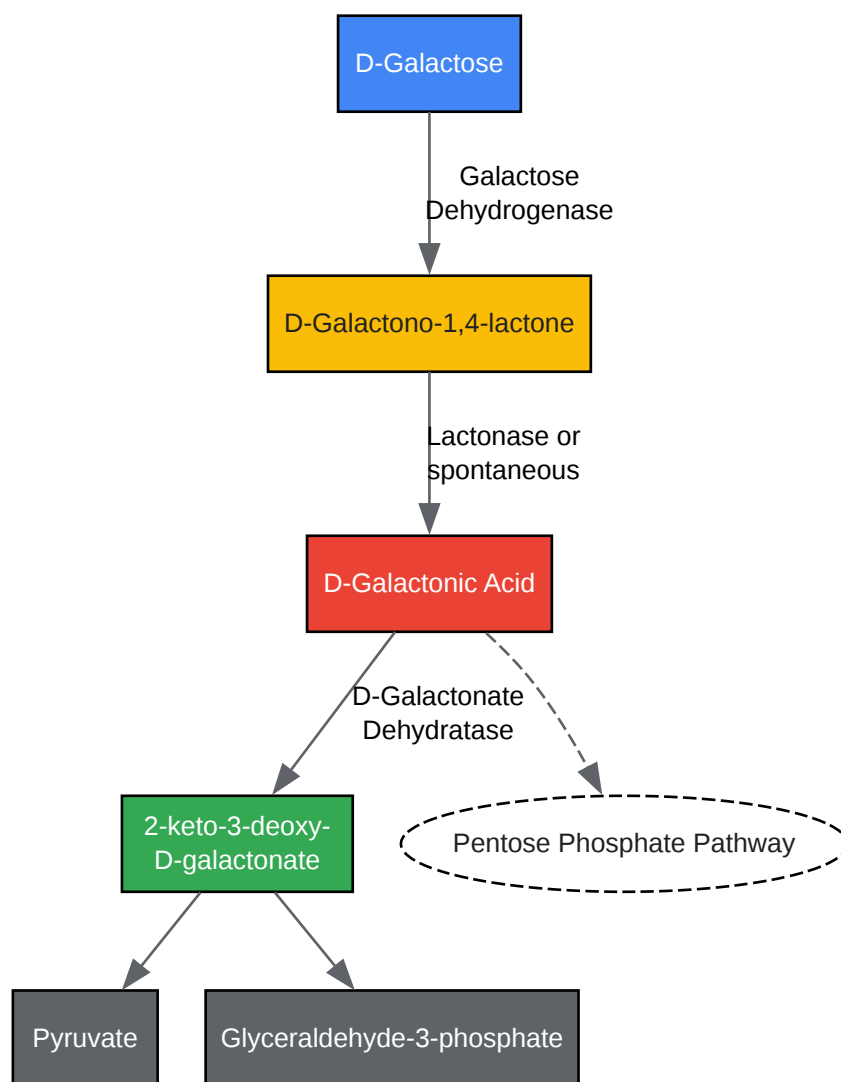 D-Galactose
Galactose
Dehydrogenase
D-Galactono-1,4-lactone
Lactonase or
spontaneous
D-Galactonic Acid
D-Galactonate
Dehydratase
2-keto-3-deoxy-
D-galactonate
Pentose Phosphate Pathway
Pyruvate
Glyceraldehyde-3-phosphate